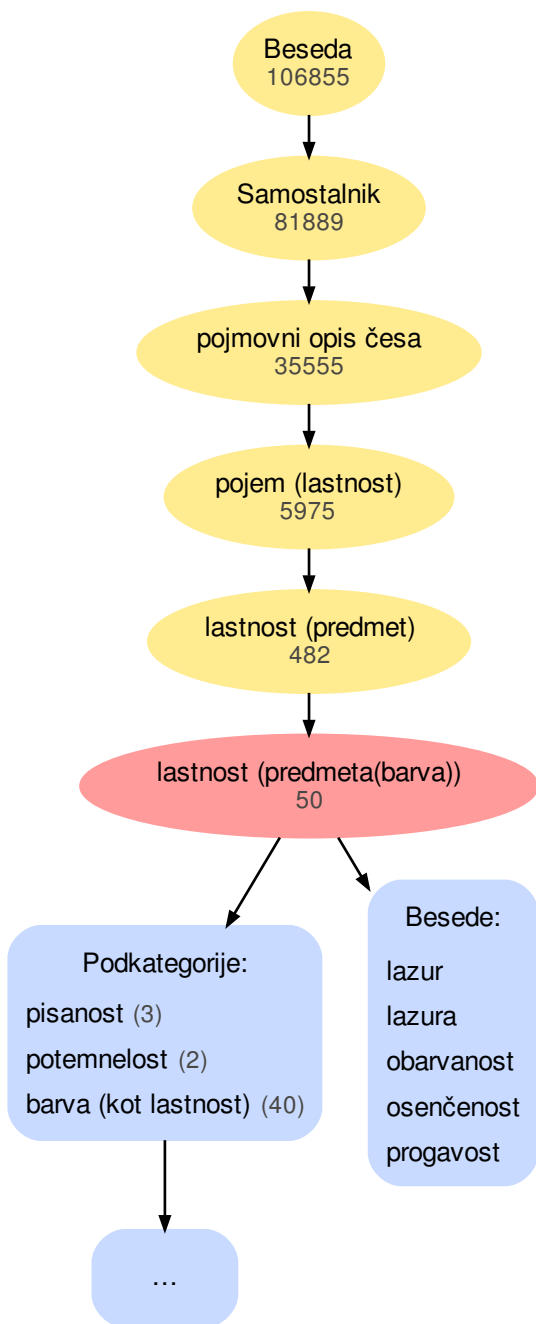 Beseda
106855
Samostalnik
81889
pojmovni opis česa
35555
pojem (lastnost)
5975
lastnost (predmet)
482
lastnost (predmeta(barva))
50
Podkategorije:
pisanost (3)
potemnelost (2)
barva (kot lastnost) (40)
...
Besede:
lazur
lazura
obarvanost
osenčenost
progavost